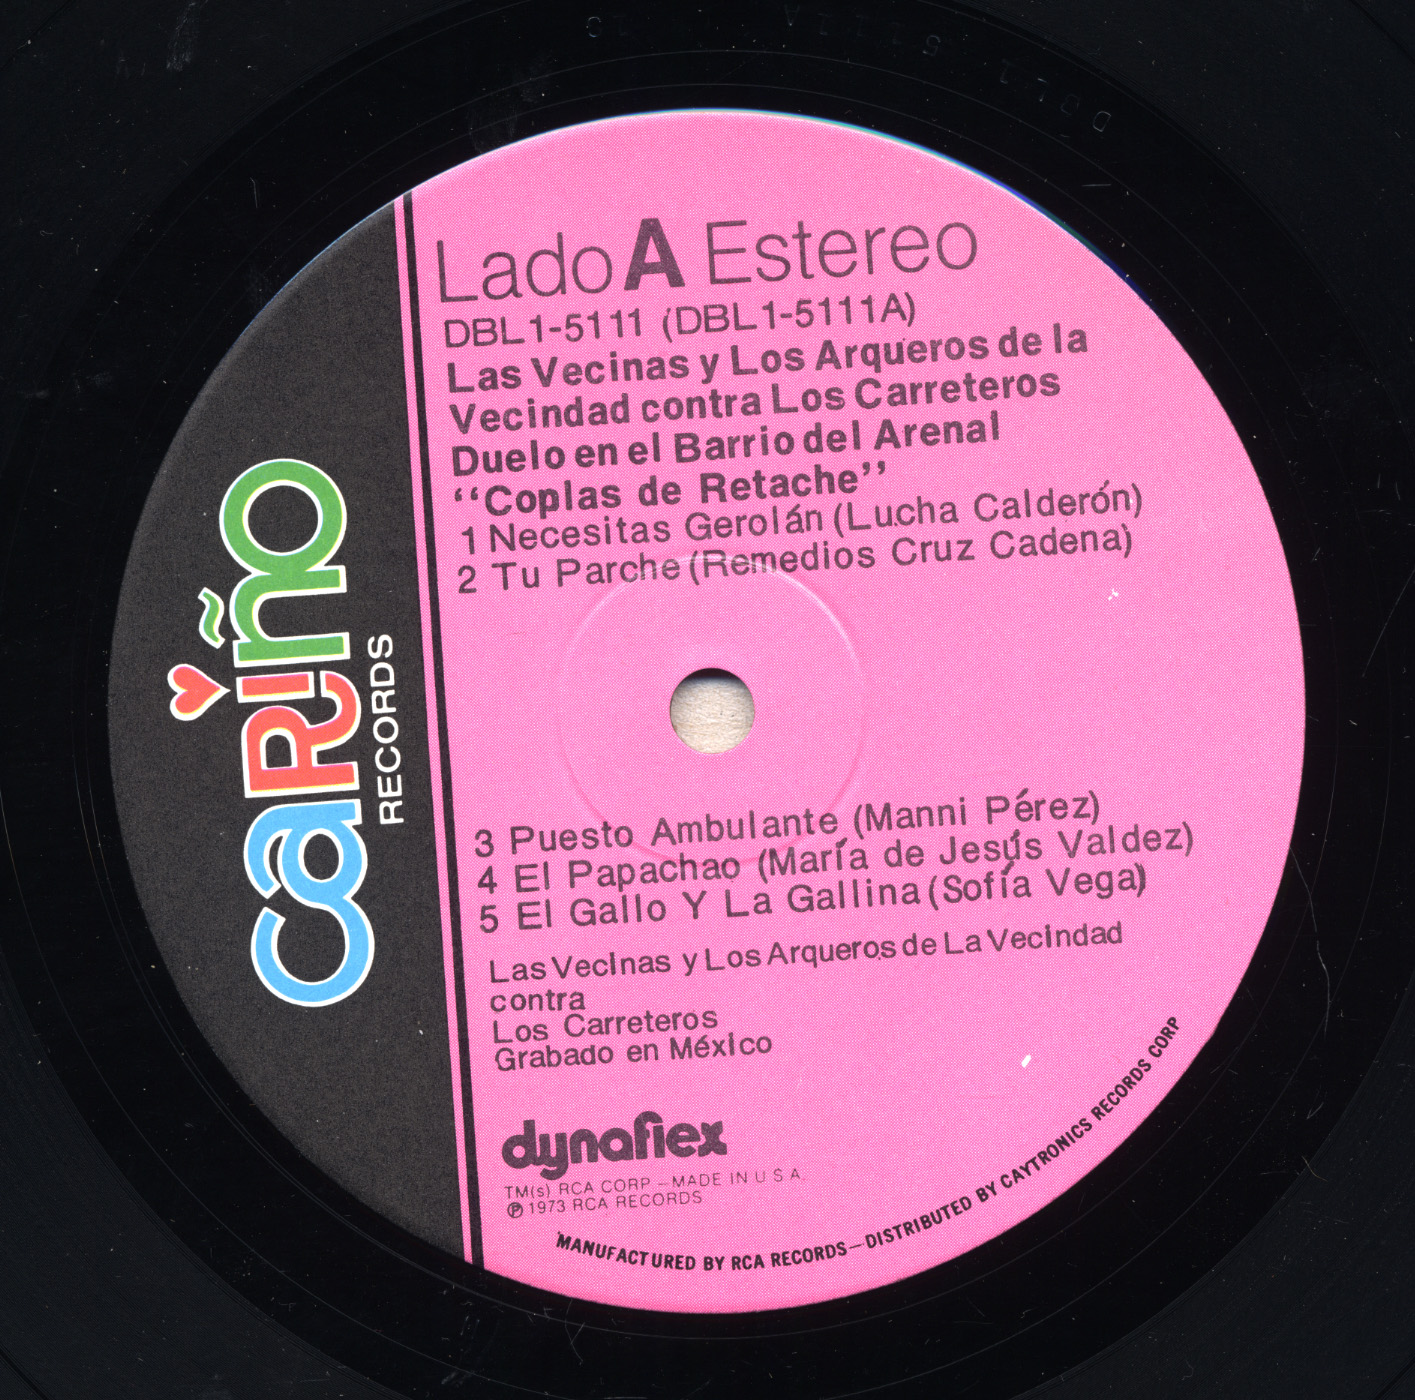 Lado A Estereo
DBL1-5111 (DBL1-5111A)
Las Vecinas y Los Arqueros de la
Vecindad contra Los Carreteros
Duelo en el Barrio del Arenal
“Coplas de Retache”
1 Necesitas Gerolán (Lucha Calderón)
2 Tu Parche (Remedios Cruz Cadena)
cariño
RECORDS
3 Puesto Ambulante (Manni Pérez)
4 El Papachao (María de Jesús Valdez)
5 El Gallo Y La Gallina (Sofía Vega)
Las Vecinas y Los Arqueros de La Vecindad
contra
Los Carreteros
Grabado en México
dynaflex
TM(s) RCA CORP – MADE IN U S A.
℗ 1973 RCA RECORDS
MANUFACTURED BY RCA RECORDS—DISTRIBUTED BY CAYTRONICS RECORDS CORP